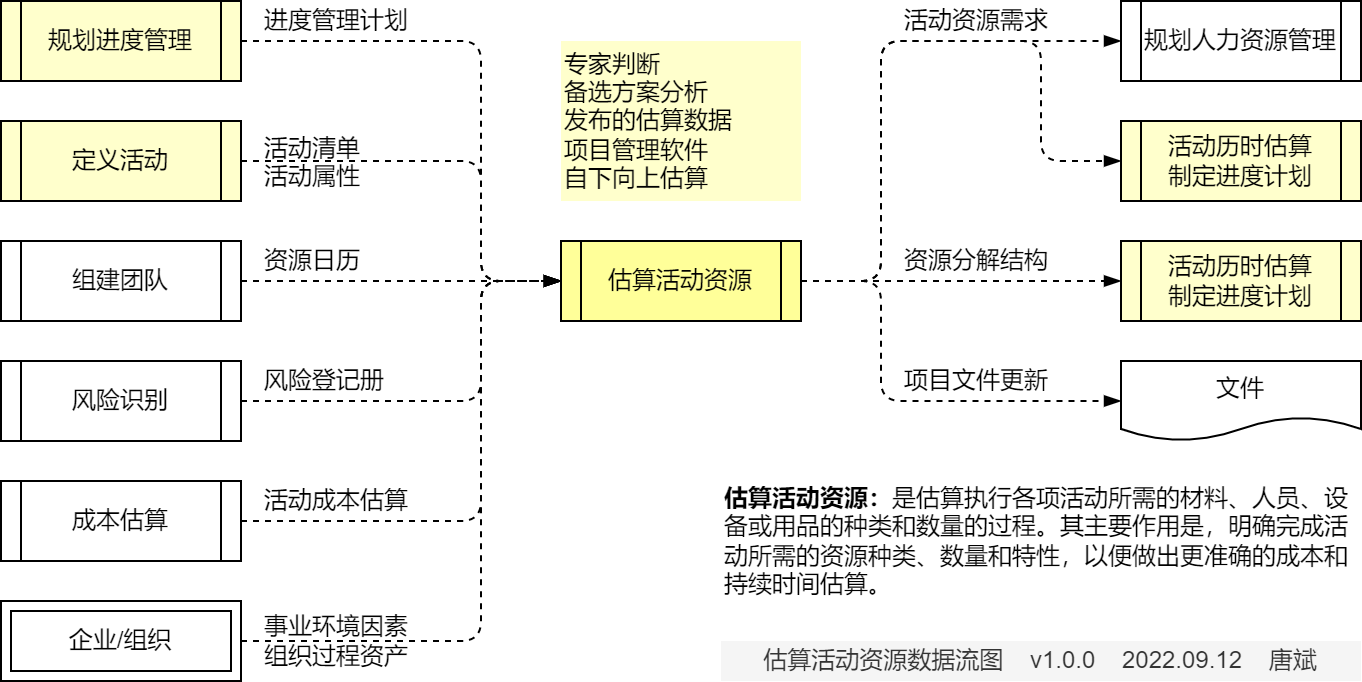 规划进度管理
进度管理计划
定义活动
活动清单
活动属性
组建团队
资源日历
风险识别
风险登记册
成本估算
活动成本估算
企业/组织
事业环境因素
组织过程资产
专家判断
备选方案分析
发布的估算数据
项目管理软件
自下向上估算
估算活动资源
活动资源需求
规划人力资源管理
活动历时估算
制定进度计划
资源分解结构
活动历时估算
制定进度计划
项目文件更新
文件
估算活动资源：是估算执行各项活动所需的材料、人员、设
备或用品的种类和数量的过程。其主要作用是，明确完成活
动所需的资源种类、数量和特性，以便做出更准确的成本和
持续时间估算。
估算活动资源数据流图 v1.0.0 2022.09.12 唐斌